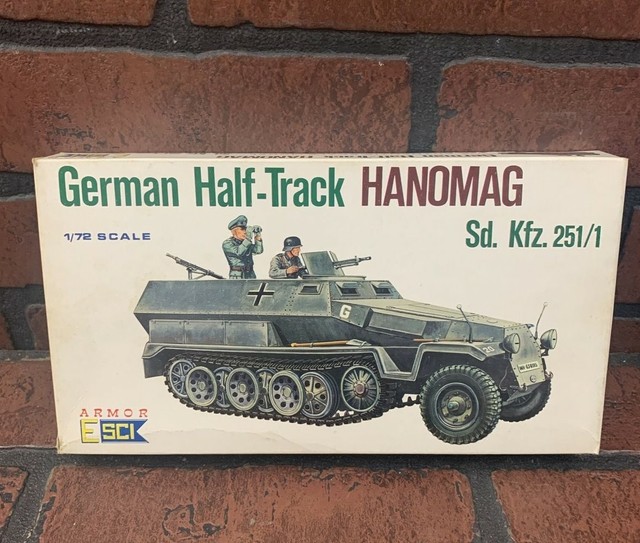 German Half-Track HANOMAG
1/72 SCALE
Sd. Kfz. 251/1
G
ARMOR
ESCI